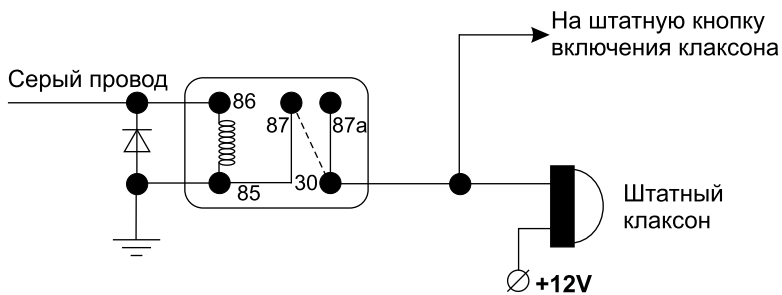 На штатную кнопку
включения клаксона
Серый провод
86
87
87a
85
30
Штатный
клаксон
+12V